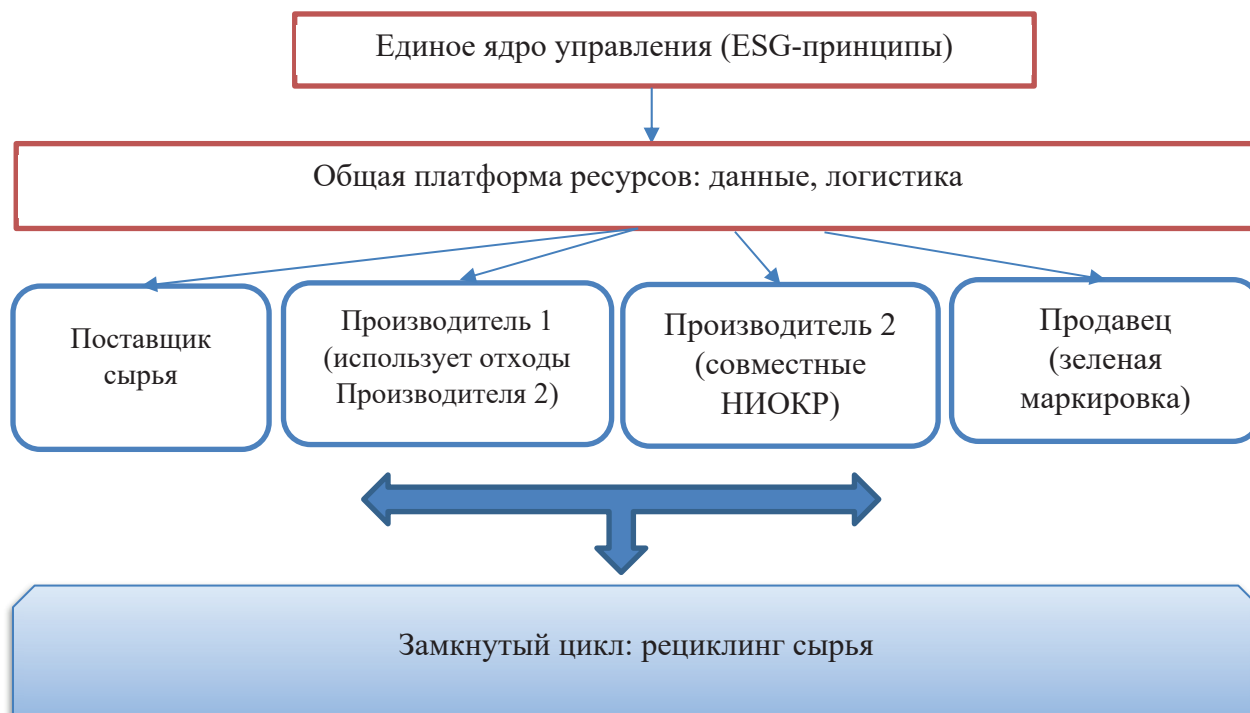 Единое ядро управления (ESG-принципы)
Общая платформа ресурсов: данные, логистика
Поставщик
сырья
Производитель 1
(использует отходы
Производителя 2)
Производитель 2
(совместные
НИОКР)
Продавец
(зеленая
маркировка)
Замкнутый цикл: рециклинг сырья